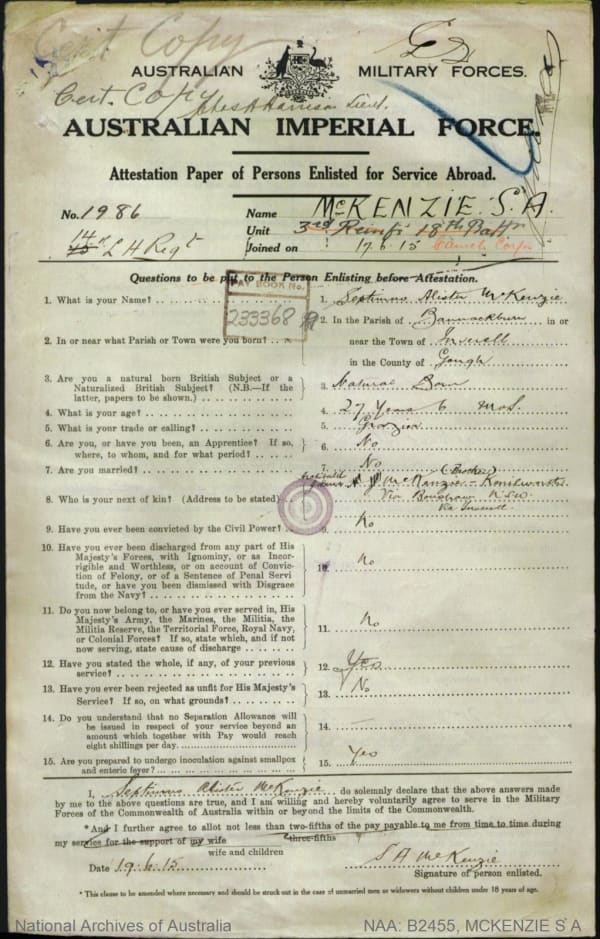 Cert Copy
AUSTRALIAN MILITARY FORCES.
Cert. Copy Lieut.
AUSTRALIAN IMPERIAL FORCE.
Attestation Paper of Persons Enlisted for Service Abroad.
No. 1986 Name McKENZIE. S. A.
Unit 3rd Reinfs 18th Battn
14th L H Regt Joined on 17.6.15 Camel Corps
Questions to be put to the Person Enlisting before Attestation.
PAY BOOK No.
233368
1. What is your Name? 1. Septimus Alister McKenzie
2. In or near what Parish or Town were you born? 2. In the Parish of Bannockburn in or
near the Town of Inverell
in the County of Gough
3. Are you a natural born British Subject or a
Naturalized British Subject? (N.B.—If the
latter, papers to be shown.) 3. Natural Born
4. What is your age? 4. 27 Years 6 mos.
5. What is your trade or calling? 5. Grazier
6. Are you, or have you been, an Apprentice? If so,
where, to whom, and for what period? 6. No
7. Are you married? 7. No
(Brother)
8. Who is your next of kin? (Address to be stated) 8. McKenzie - Kenilworth
Via Bonshaw N.S.W.
Via Inverell
9. Have you ever been convicted by the Civil Power? 9. No
10. Have you ever been discharged from any part of His
Majesty's Forces, with Ignominy, or as Incor-
rigible and Worthless, or on account of Convic-
tion of Felony, or of a Sentence of Penal Servi
tude, or have you been dismissed with Disgrace
from the Navy? 10. No
11. Do you now belong to, or have you ever served in, His
Majesty's Army, the Marines, the Militia, the
Militia Reserve, the Territorial Force, Royal Navy,
or Colonial Forces? If so, state which, and if not
now serving, state cause of discharge 11. No
12. Have you stated the whole, if any, of your previous
service? 12. Yes
13. Have you ever been rejected as unfit for His Majesty's
Service? If so, on what grounds? 13. No
14. Do you understand that no Separation Allowance will
be issued in respect of your service beyond an
amount which together with Pay would reach
eight shillings per day. 14. —
15. Are you prepared to undergo inoculation against smallpox
and enteric fever? 15. Yes
I, Septimus Alister McKenzie do solemnly declare that the above answers made
by me to the above questions are true, and I am willing and hereby voluntarily agree to serve in the Military
Forces of the Commonwealth of Australia within or beyond the limits of the Commonwealth.
*And I further agree to allot not less than two-fifths of the pay payable to me from time to time during
three-fifths
my service for the support of my wife
wife and children
Date 19.6.15 S A McKenzie
Signature of person enlisted.
* This clause to be amended where necessary and should be struck out in the case of unmarried men or widowers without children under 18 years of age.
National Archives of Australia NAA: B2455, MCKENZIE S A